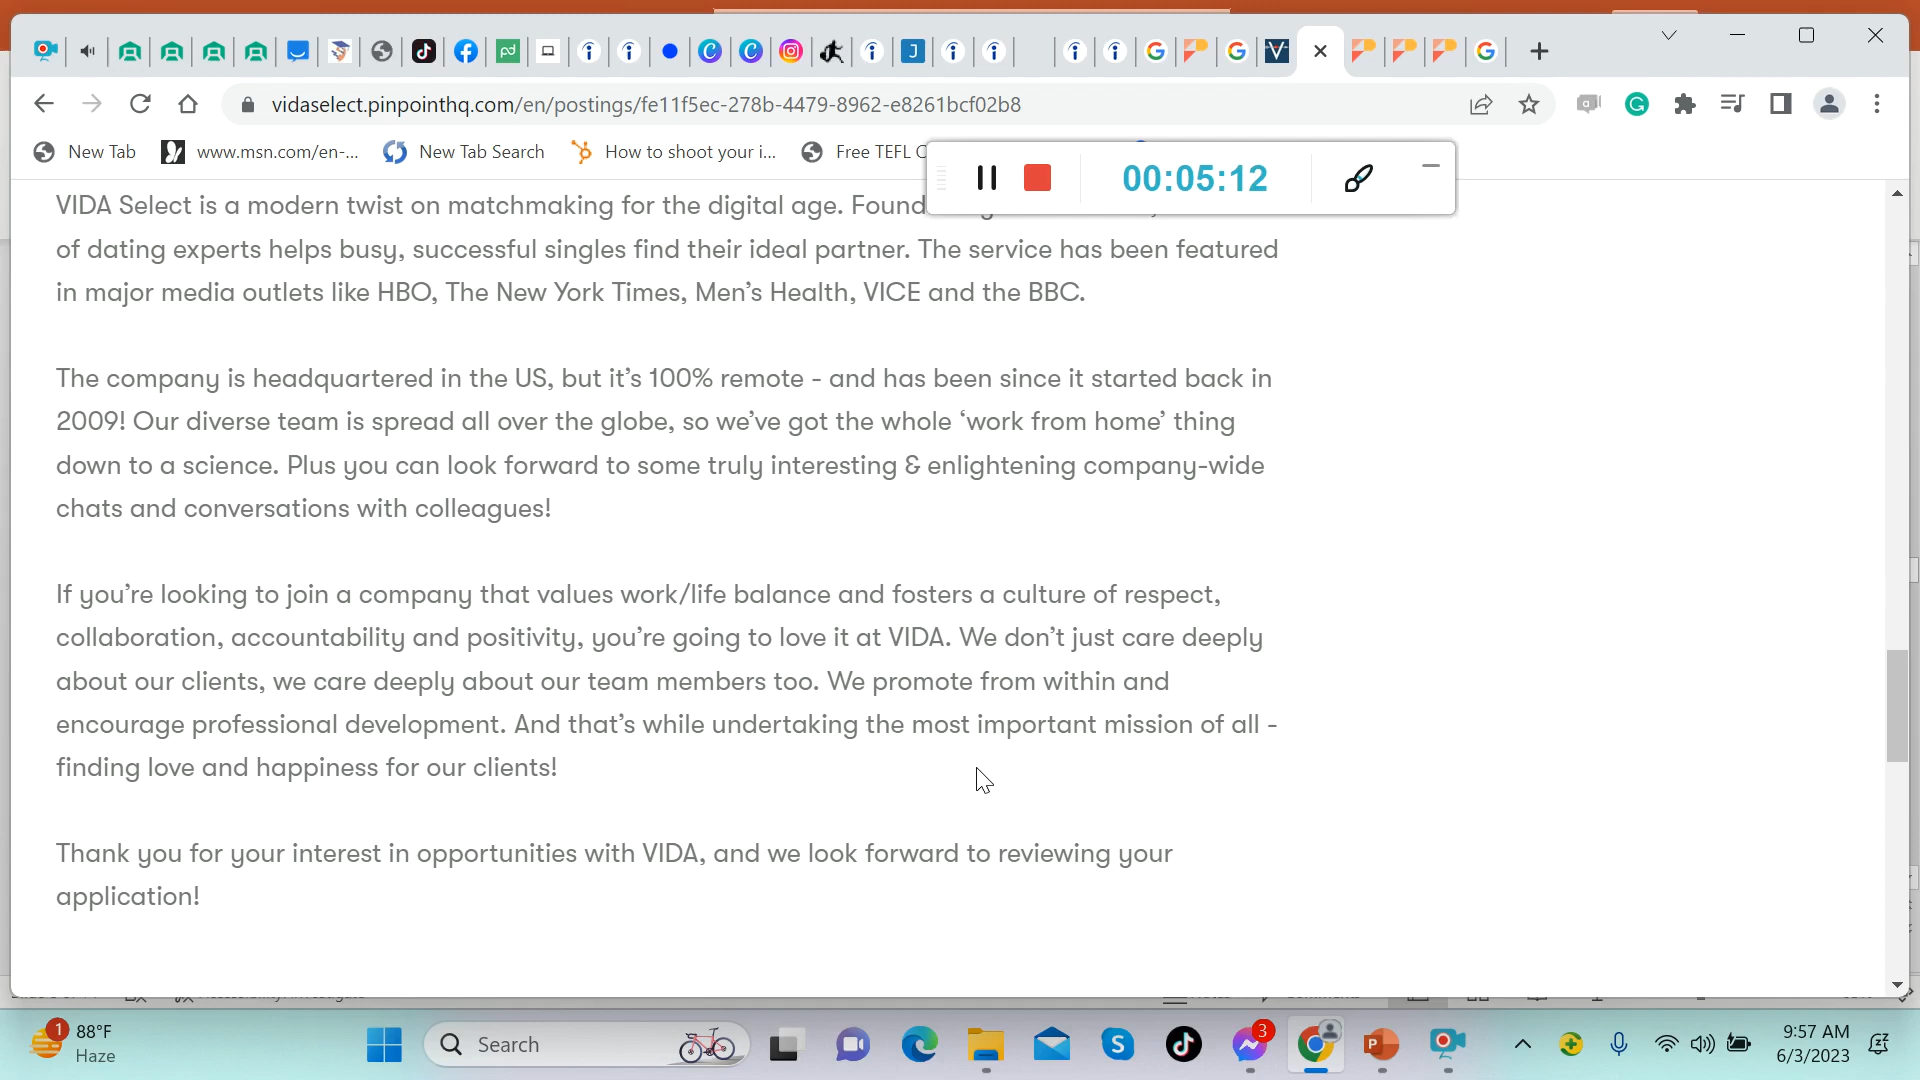 vidaselect.pinpointhq.com/en/postings/fe11f5ec-278b-4479-8962-e8261bcf02b8
New Tab
www.msn.com/en-...
New Tab Search
How to shoot your i...
Free TEFL C
00:05:12
VIDA Select is a modern twist on matchmaking for the digital age. Found
of dating experts helps busy, successful singles find their ideal partner. The service has been featured
in major media outlets like HBO, The New York Times, Men's Health, VICE and the BBC.
The company is headquartered in the US, but it's 100% remote - and has been since it started back in
2009! Our diverse team is spread all over the globe, so we've got the whole 'work from home' thing
down to a science. Plus you can look forward to some truly interesting & enlightening company-wide
chats and conversations with colleagues!
If you're looking to join a company that values work/life balance and fosters a culture of respect,
collaboration, accountability and positivity, you're going to love it at VIDA. We don't just care deeply
about our clients, we care deeply about our team members too. We promote from within and
encourage professional development. And that's while undertaking the most important mission of all -
finding love and happiness for our clients!
Thank you for your interest in opportunities with VIDA, and we look forward to reviewing your
application!
1
88°F
Haze
Search
3
9:57 AM
6/3/2023